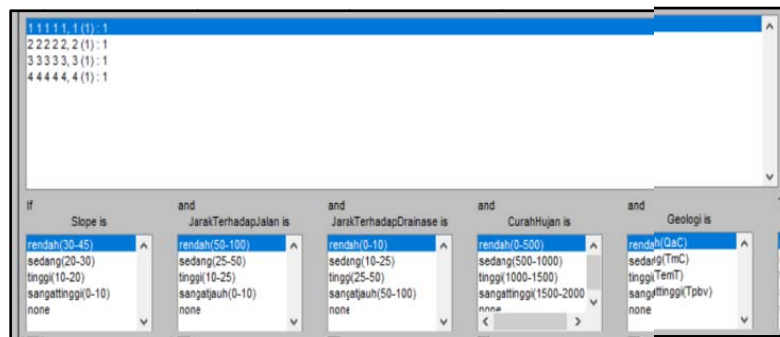 1 1 1 1 1, 1 (1) : 1
2 2 2 2 2, 2 (1) : 1
3 3 3 3 3, 3 (1) : 1
4 4 4 4 4, 4 (1) : 1
If
and
and
and
and
Slope is
JarakTerhadapJalan is
JarakTerhadapDrainase is
CurahHujan is
Geologi is
rendah(30-45)
sedang(20-30)
tinggi(10-20)
sangattinggi(0-10)
none
rendah(50-100)
sedang(25-50)
tinggi(10-25)
sangatjauh(0-10)
none
rendah(0-10)
sedang(10-25)
tinggi(25-50)
sangatjauh(50-100)
none
rendah(0-500)
sedang(500-1000)
tinggi(1000-1500)
sangattinggi(1500-2000
none
rendah(QaC)
sedang(TmC)
tinggi(TemT)
sangattinggi(Tpbv)
none